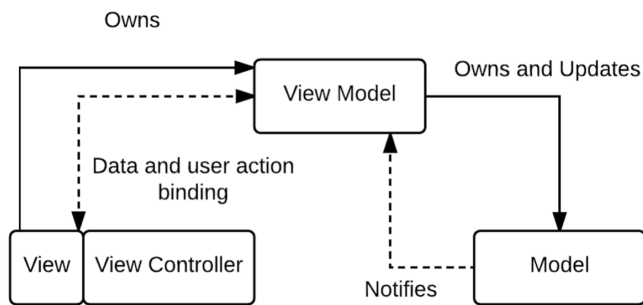 Owns
Owns and Updates
View Model
Data and user action
binding
View
View Controller
Notifies
Model